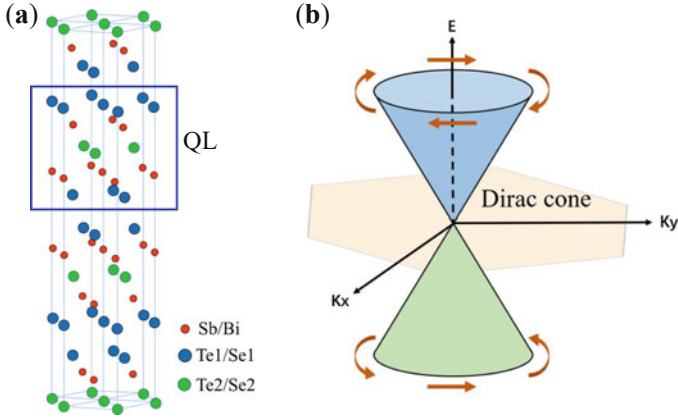 (a)
QL
Sb/Bi
Te1/Se1
Te2/Se2
(b)
E
Dirac cone
Ky
Kx